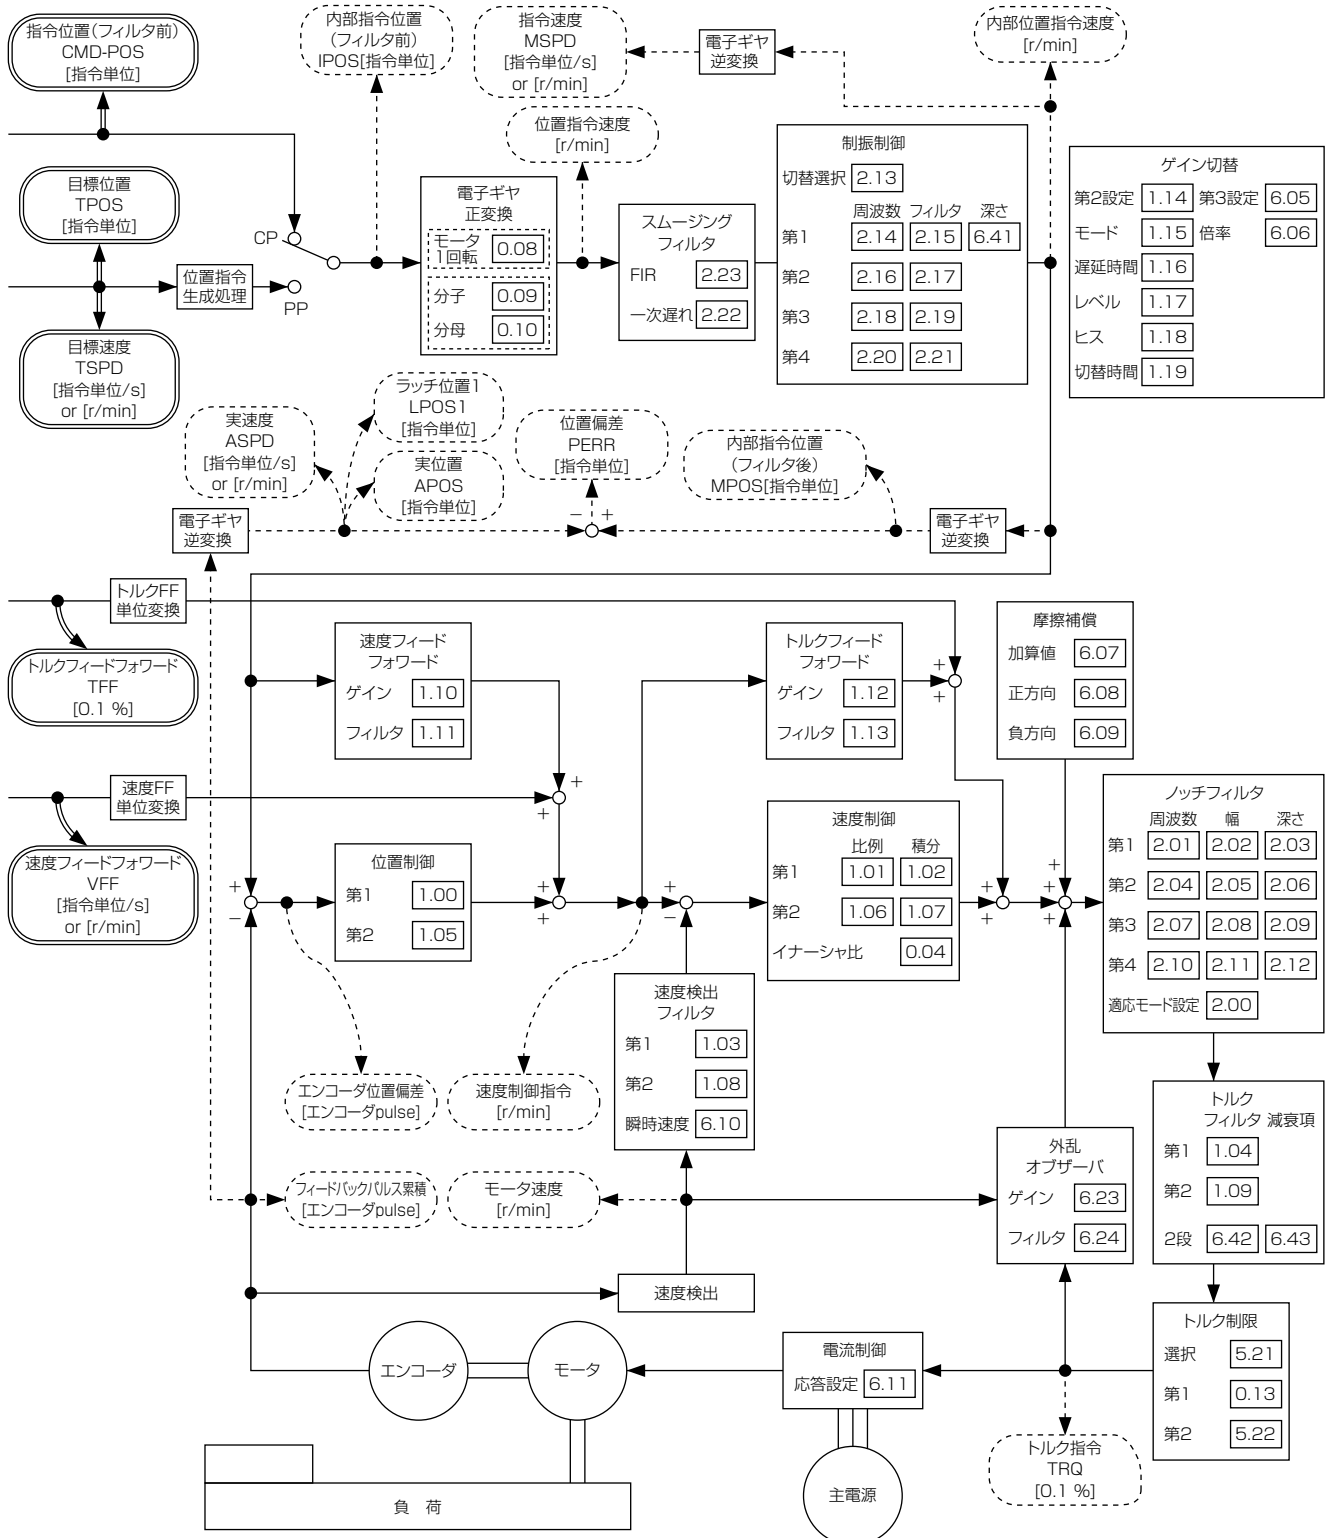 指令位置(フィルタ前)
CMD-POS
[指令単位]
内部指令位置
(フィルタ前)
IPOS[指令単位]
指令速度
MSPD
[指令単位/s]
or [r/min]
電子ギヤ
逆変換
内部位置指令速度
[r/min]
位置指令速度
[r/min]
目標位置
TPOS
[指令単位]
CP
PP
位置指令
生成処理
目標速度
TSPD
[指令単位/s]
or [r/min]
電子ギヤ
正変換
モータ
1回転 0.08
分子 0.09
分母 0.10
スムージング
フィルタ
FIR 2.23
一次遅れ 2.22
制振制御
切替選択 2.13
周波数 フィルタ 深さ
第1 2.14 2.15 6.41
第2 2.16 2.17
第3 2.18 2.19
第4 2.20 2.21
ゲイン切替
第2設定 1.14 第3設定 6.05
モード 1.15 倍率 6.06
遅延時間 1.16
レベル 1.17
ヒス 1.18
切替時間 1.19
実速度
ASPD
[指令単位/s]
or [r/min]
ラッチ位置1
LPOS1
[指令単位]
実位置
APOS
[指令単位]
位置偏差
PERR
[指令単位]
内部指令位置
(フィルタ後)
MPOS[指令単位]
電子ギヤ
逆変換
− +
電子ギヤ
逆変換
トルクFF
単位変換
トルクフィードフォワード
TFF
[0.1 %]
速度フィード
フォワード
ゲイン 1.10
フィルタ 1.11
トルクフィード
フォワード
ゲイン 1.12
フィルタ 1.13
+
+
摩擦補償
加算値 6.07
正方向 6.08
負方向 6.09
速度FF
単位変換
+
+
速度フィードフォワード
VFF
[指令単位/s]
or [r/min]
+
−
位置制御
第1 1.00
第2 1.05
+
+
+
−
速度制御
比例 積分
第1 1.01 1.02
第2 1.06 1.07
イナーシャ比 0.04
+
+
+
+
+
ノッチフィルタ
周波数 幅 深さ
第1 2.01 2.02 2.03
第2 2.04 2.05 2.06
第3 2.07 2.08 2.09
第4 2.10 2.11 2.12
適応モード設定 2.00
速度検出
フィルタ
第1 1.03
第2 1.08
瞬時速度 6.10
エンコーダ位置偏差
[エンコーダpulse]
速度制御指令
[r/min]
トルク
フィルタ 減衰項
第1 1.04
第2 1.09
2段 6.42 6.43
外乱
オブザーバ
ゲイン 6.23
フィルタ 6.24
フィードバックパルス累積
[エンコーダpulse]
モータ速度
[r/min]
速度検出
トルク制限
選択 5.21
第1 0.13
第2 5.22
エンコーダ
モータ
電流制御
応答設定 6.11
トルク指令
TRQ
[0.1 %]
主電源
負 荷